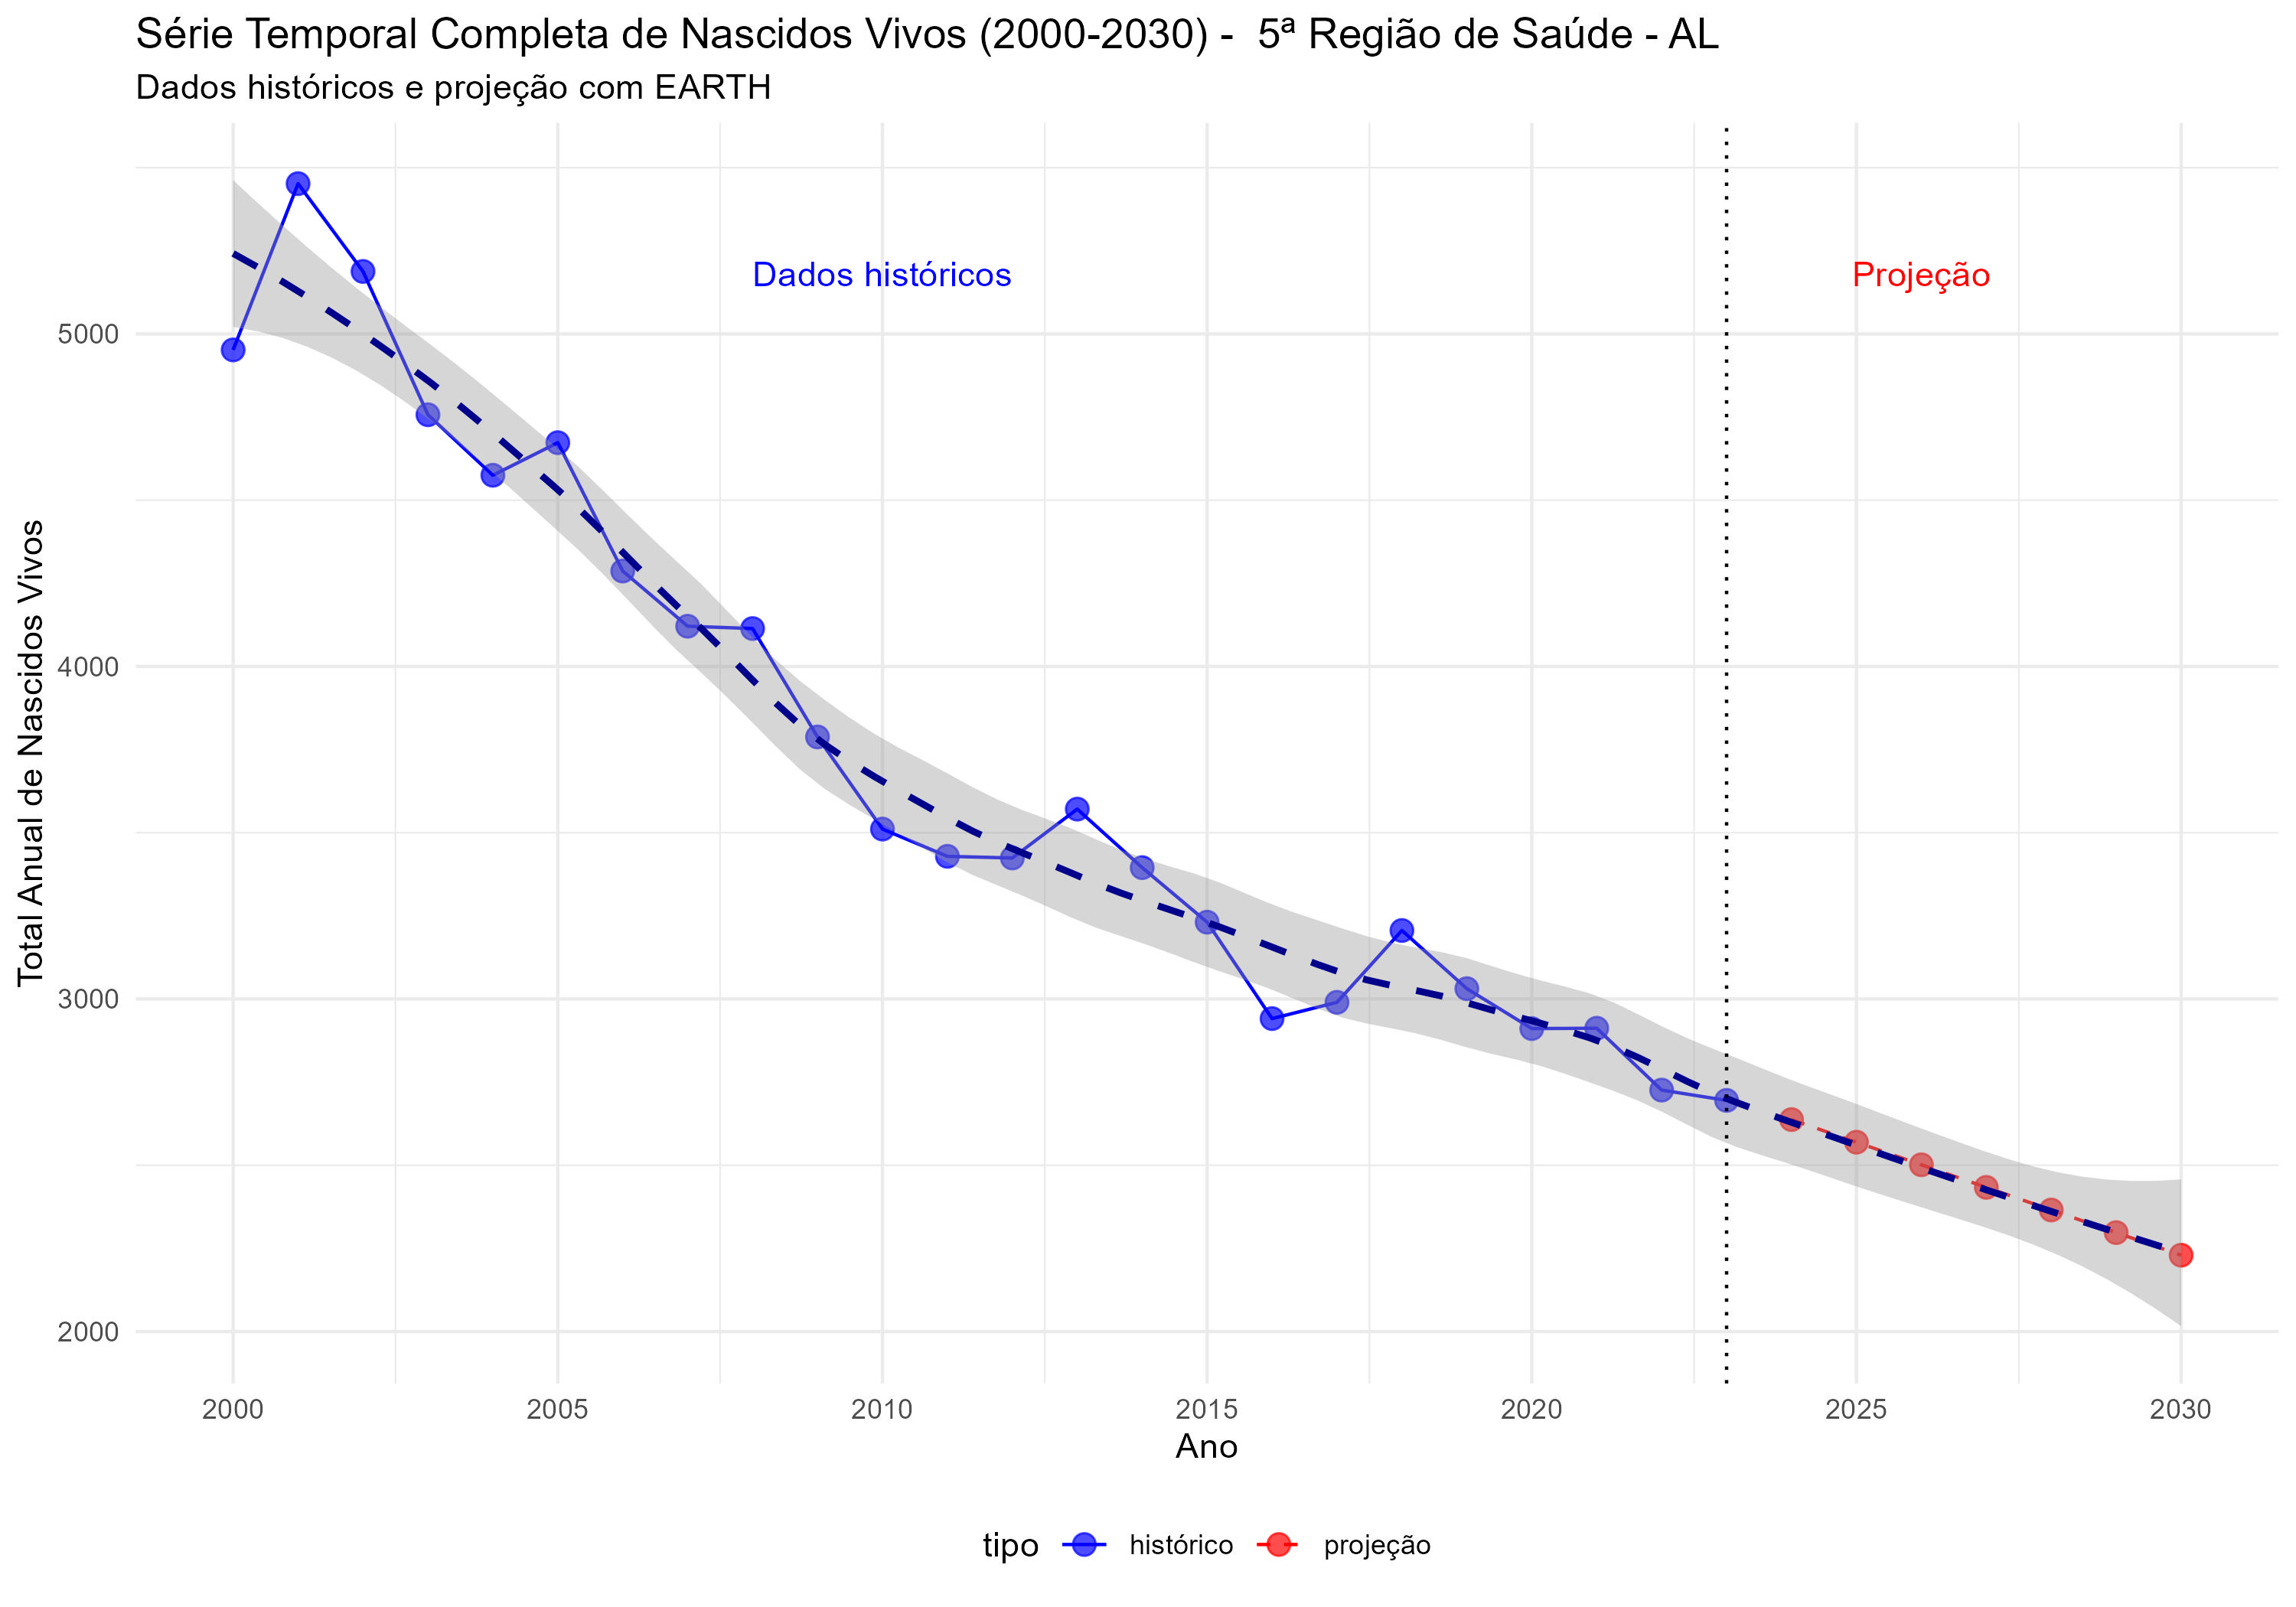 Série Temporal Completa de Nascidos Vivos (2000-2030) -  5ª Região de Saúde - AL
Dados históricos e projeção com EARTH
Total Anual de Nascidos Vivos
Dados históricos
Projeção
5000
4000
3000
2000
2000 2005 2010 2015 2020 2025 2030
Ano
tipo histórico projeção